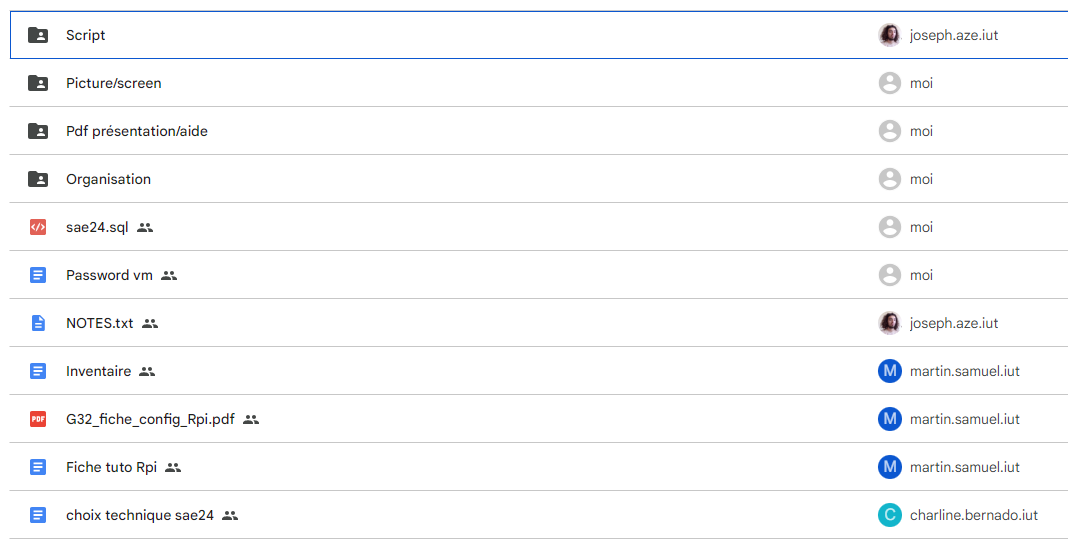 Script joseph.aze.iut
Picture/screen moi
Pdf présentation/aide moi
Organisation moi
sae24.sql moi
Password vm moi
NOTES.txt joseph.aze.iut
Inventaire M martin.samuel.iut
PDF G32_fiche_config_Rpi.pdf M martin.samuel.iut
Fiche tuto Rpi M martin.samuel.iut
choix technique sae24 C charline.bernado.iut